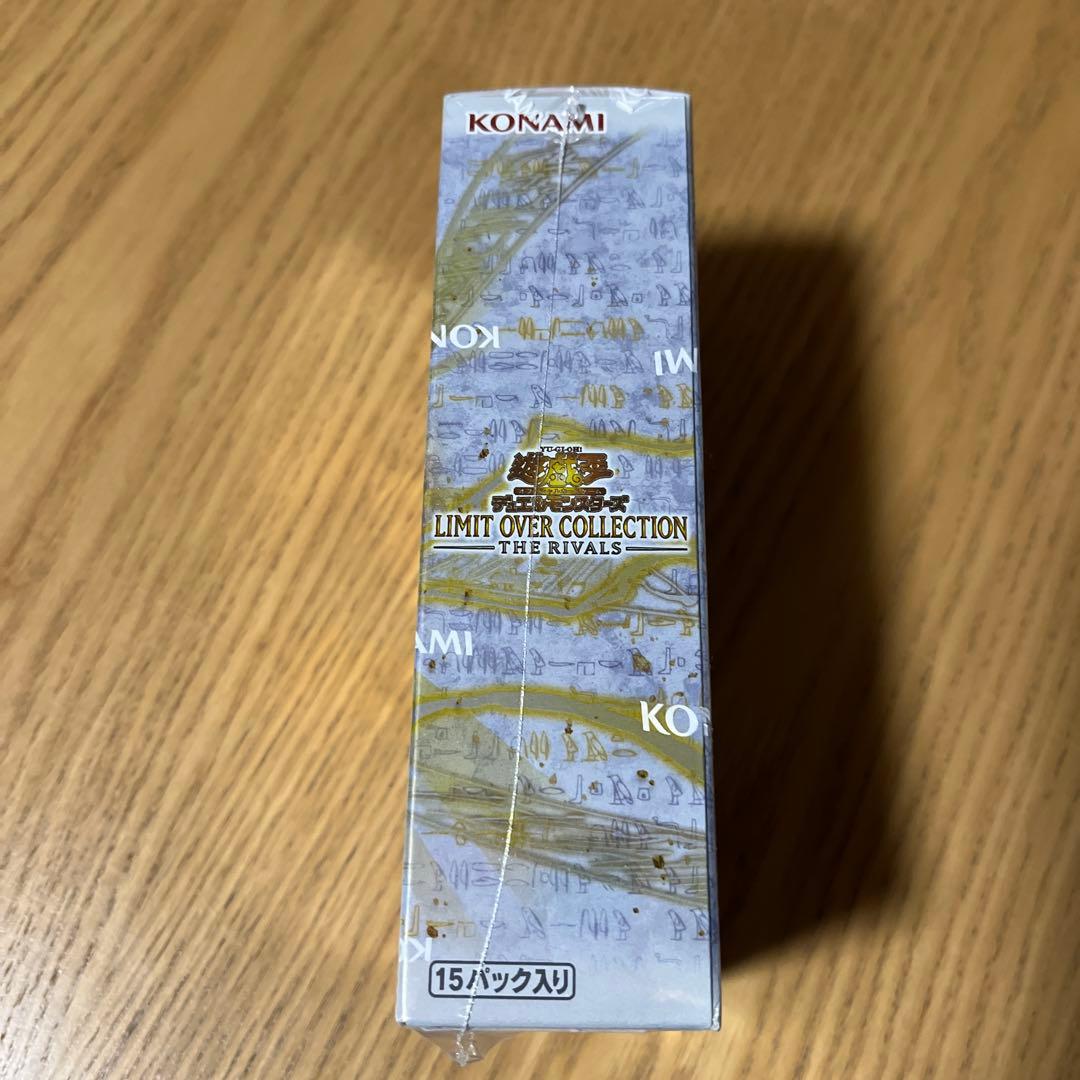 KONAMI
KON
MI
YU-GI-OH!
遊戯王
デュエルモンスターズ
LIMIT OVER COLLECTION
THE RIVALS
AMI
KO
K
15パック入り